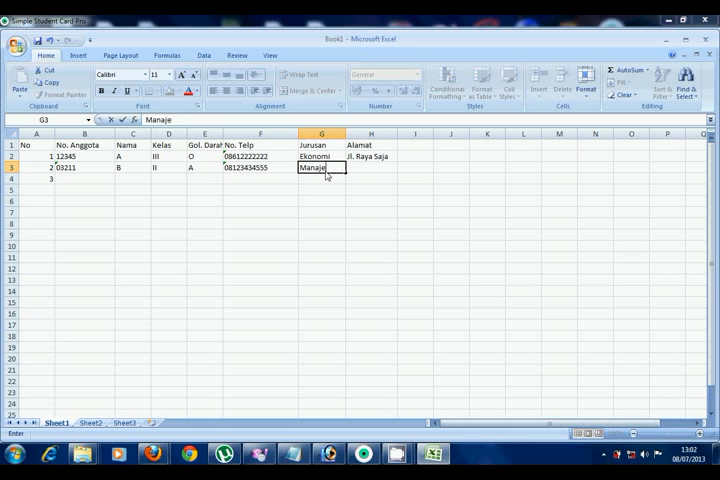 Simple Student Card Pro
Book1 - Microsoft Excel
Home Insert Page Layout Formulas Data Review View
Cut
Copy
Format Painter
Paste
Clipboard
Calibri 11
B I U
Font
Wrap Text
Merge & Center
Alignment
General
Number
Conditional Formatting
Format as Table
Cell Styles
Styles
Insert Delete Format
Cells
AutoSum
Fill
Clear
Sort & Filter
Find & Select
Editing
G3 Manaje
A B C D E F G H I J K L M N O P Q
1 No No. Anggota Nama Kelas Gol. Darah No. Telp Jurusan Alamat
2 1 12345 A III O 08612222222 Ekonomi Jl. Raya Saja
3 2 03211 B II A 08123434555 Manaje
4 3
5
6
7
8
9
10
11
12
13
14
15
16
17
18
19
20
21
22
23
24
25
Sheet1 Sheet2 Sheet3
Enter 100%
13:02
08/07/2013